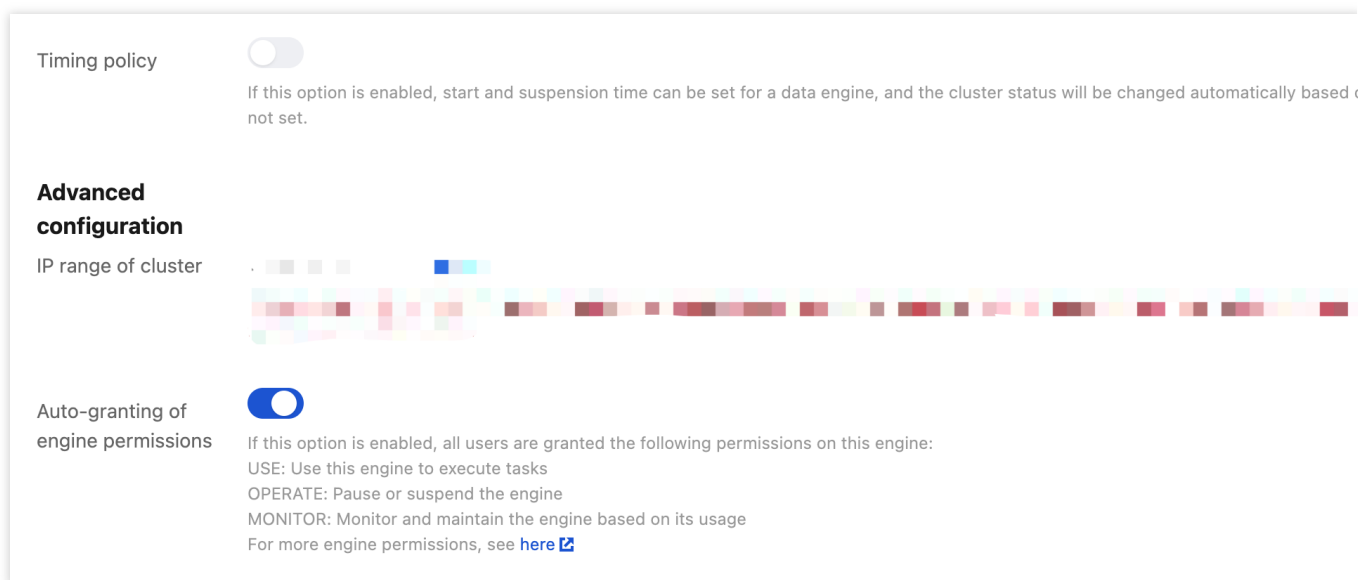 Timing policy
If this option is enabled, start and suspension time can be set for a data engine, and the cluster status will be changed automatically based
not set.
Advanced
configuration
IP range of cluster
Auto-granting of
engine permissions
If this option is enabled, all users are granted the following permissions on this engine:
USE: Use this engine to execute tasks
OPERATE: Pause or suspend the engine
MONITOR: Monitor and maintain the engine based on its usage
For more engine permissions, see here